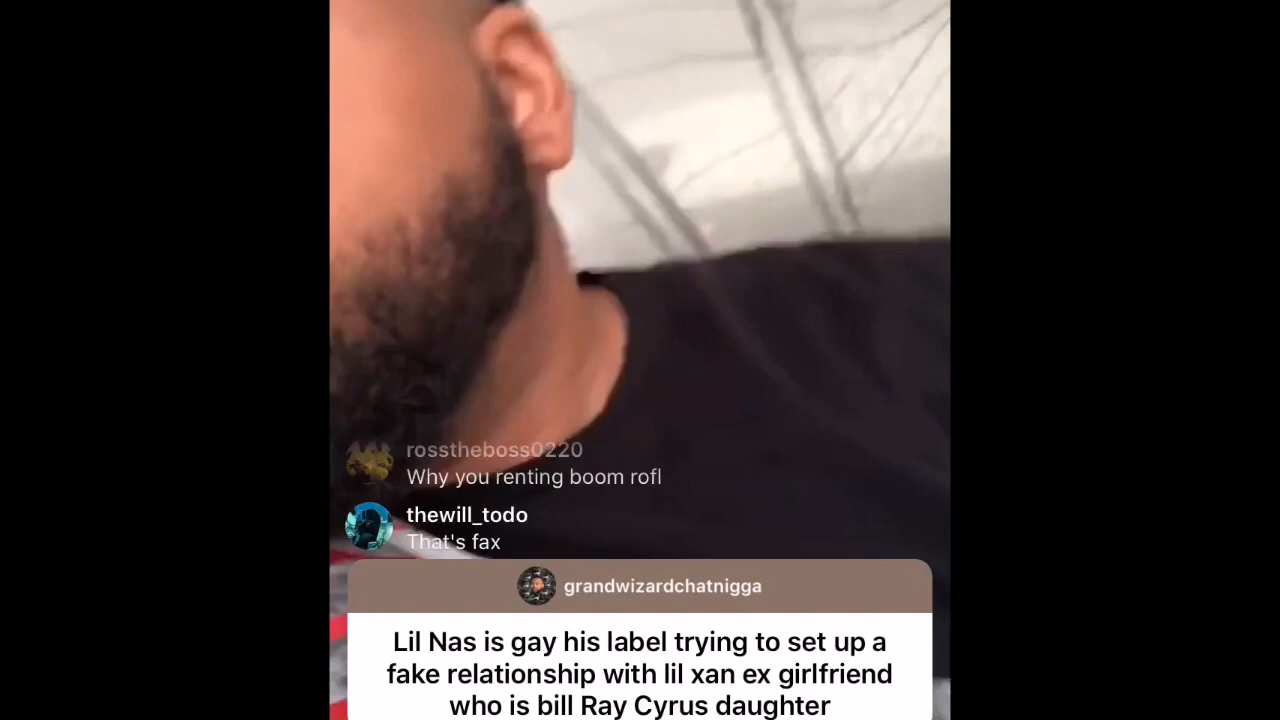 rosstheboss0220
Why you renting boom rofl
thewill_todo
That's fax
grandwizardchatnigga
Lil Nas is gay his label trying to set up a
fake relationship with lil xan ex girlfriend
who is bill Ray Cyrus daughter